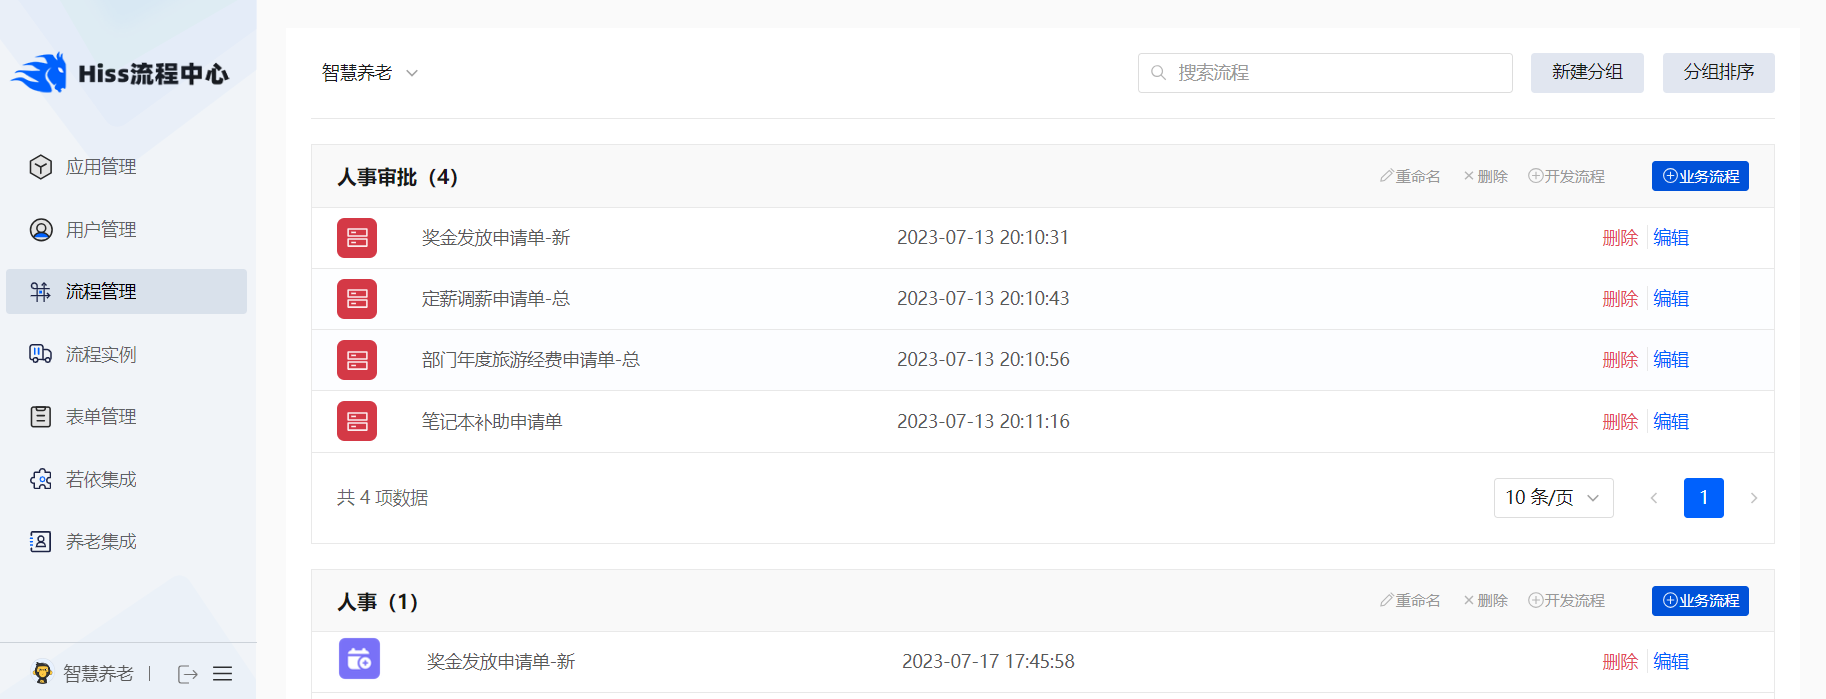 Hiss流程中心
应用管理
用户管理
流程管理
流程实例
表单管理
若依集成
养老集成
智慧养老
智慧养老
搜索流程
新建分组
分组排序
人事审批（4）
重命名
删除
开发流程
业务流程
奖金发放申请单-新 2023-07-13 20:10:31 删除 编辑
定薪调薪申请单-总 2023-07-13 20:10:43 删除 编辑
部门年度旅游经费申请单-总 2023-07-13 20:10:56 删除 编辑
笔记本补助申请单 2023-07-13 20:11:16 删除 编辑
共 4 项数据 10 条/页 1
人事（1）
重命名
删除
开发流程
业务流程
奖金发放申请单-新 2023-07-17 17:45:58 删除 编辑